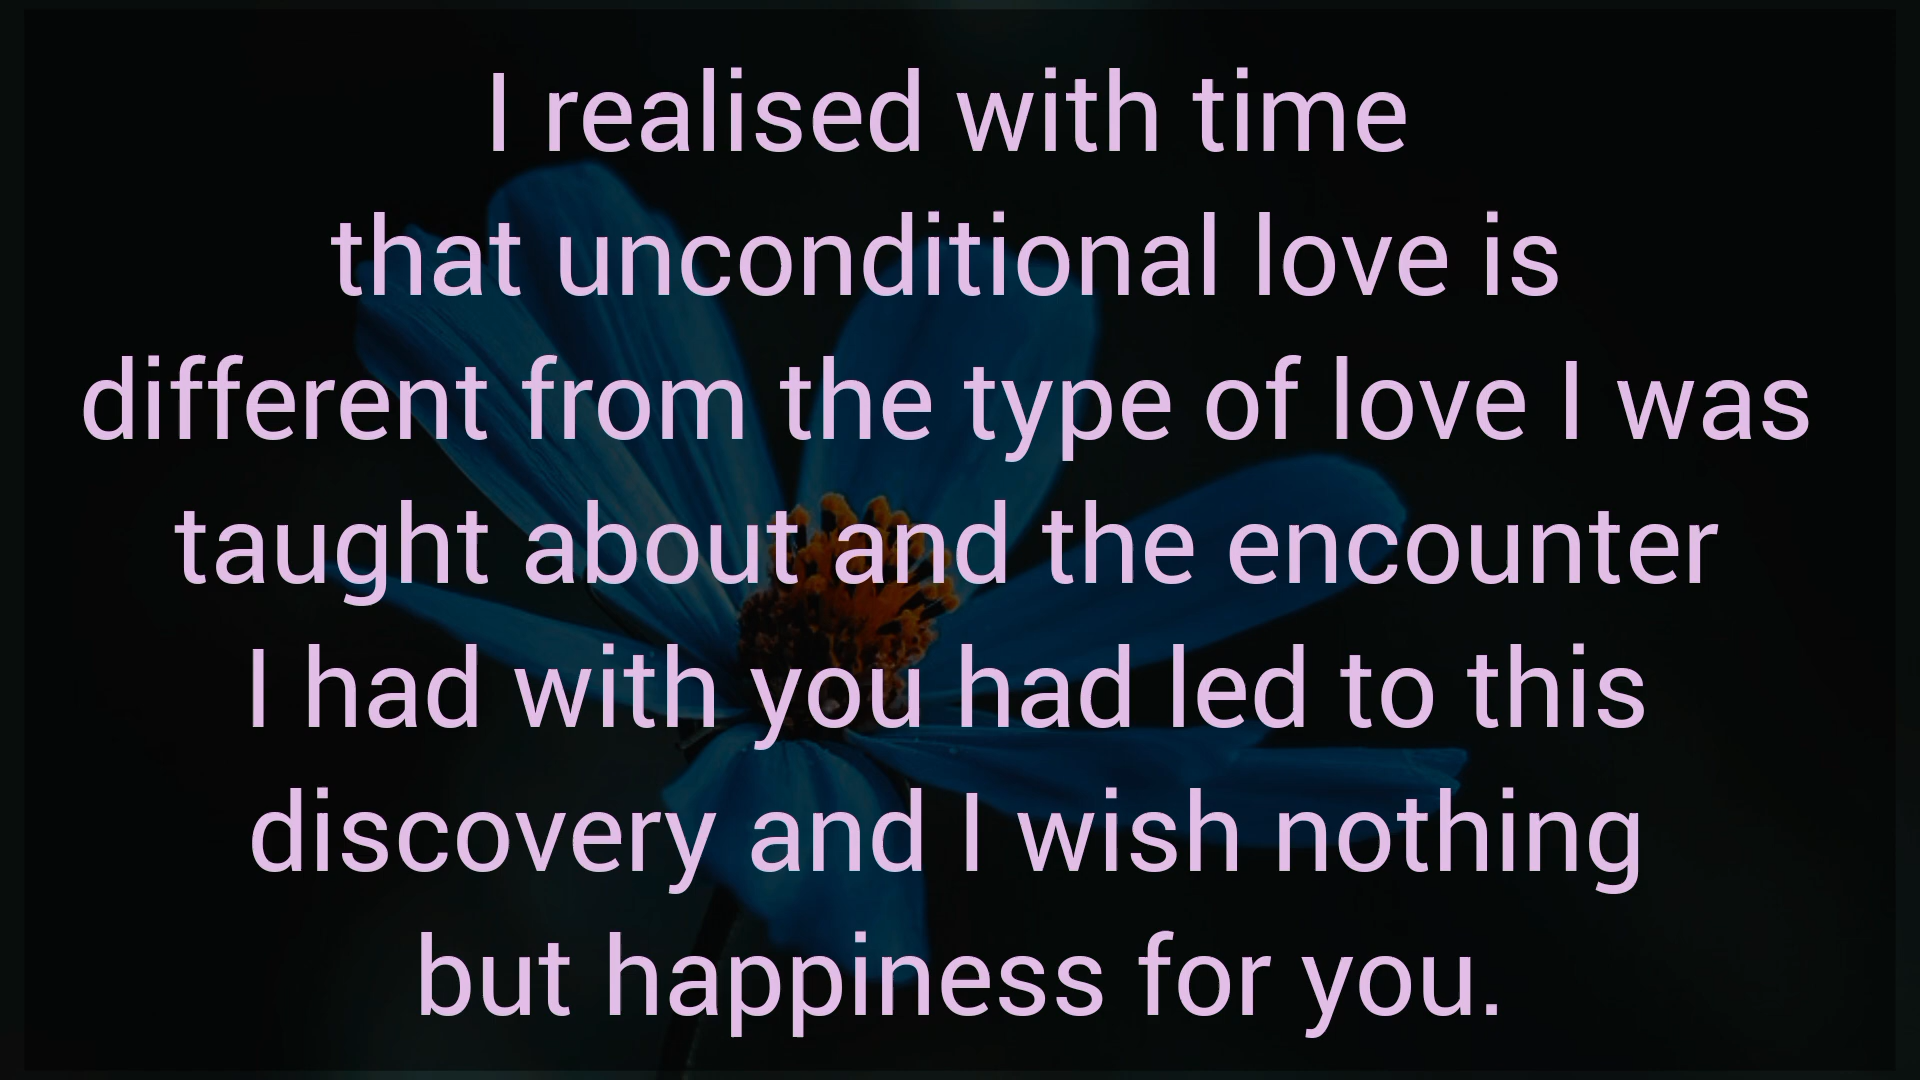 I realised with time
that unconditional love is
different from the type of love I was
taught about and the encounter
I had with you had led to this
discovery and I wish nothing
but happiness for you.